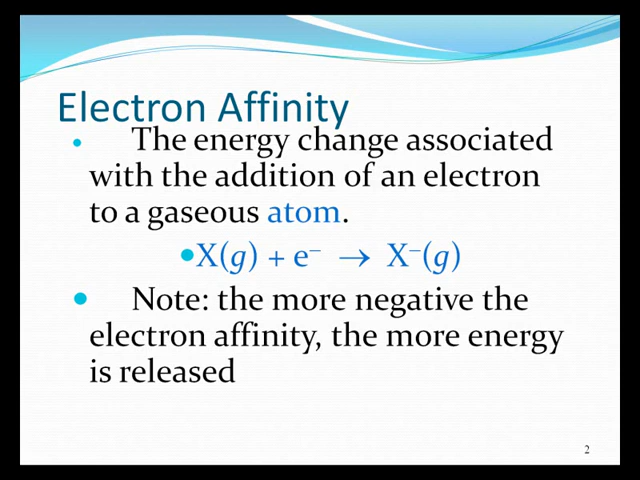 Electron Affinity
• The energy change associated
with the addition of an electron
to a gaseous atom.
•X(g) + e⁻ → X⁻(g)
• Note: the more negative the
electron affinity, the more energy
is released
2